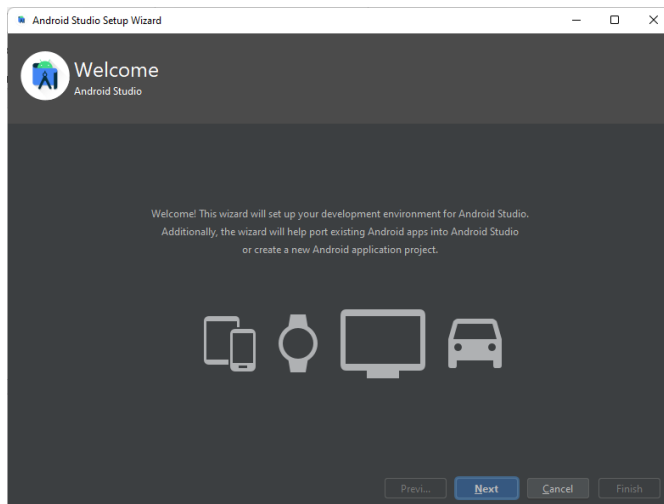 Android Studio Setup Wizard
Welcome
Android Studio
Welcome! This wizard will set up your development environment for Android Studio.
Additionally, the wizard will help port existing Android apps into Android Studio
or create a new Android application project.
Previ... Next Cancel Finish